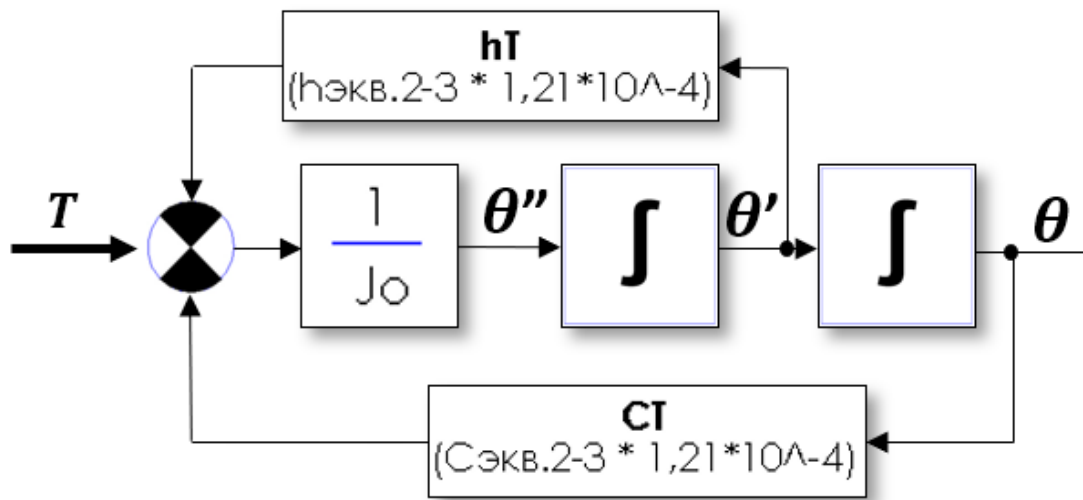 hT
(hэкв.2-3 * 1,21*10^-4)
T
1
Jo
θ″
∫
θ′
∫
θ
CT
(Cэкв.2-3 * 1,21*10^-4)